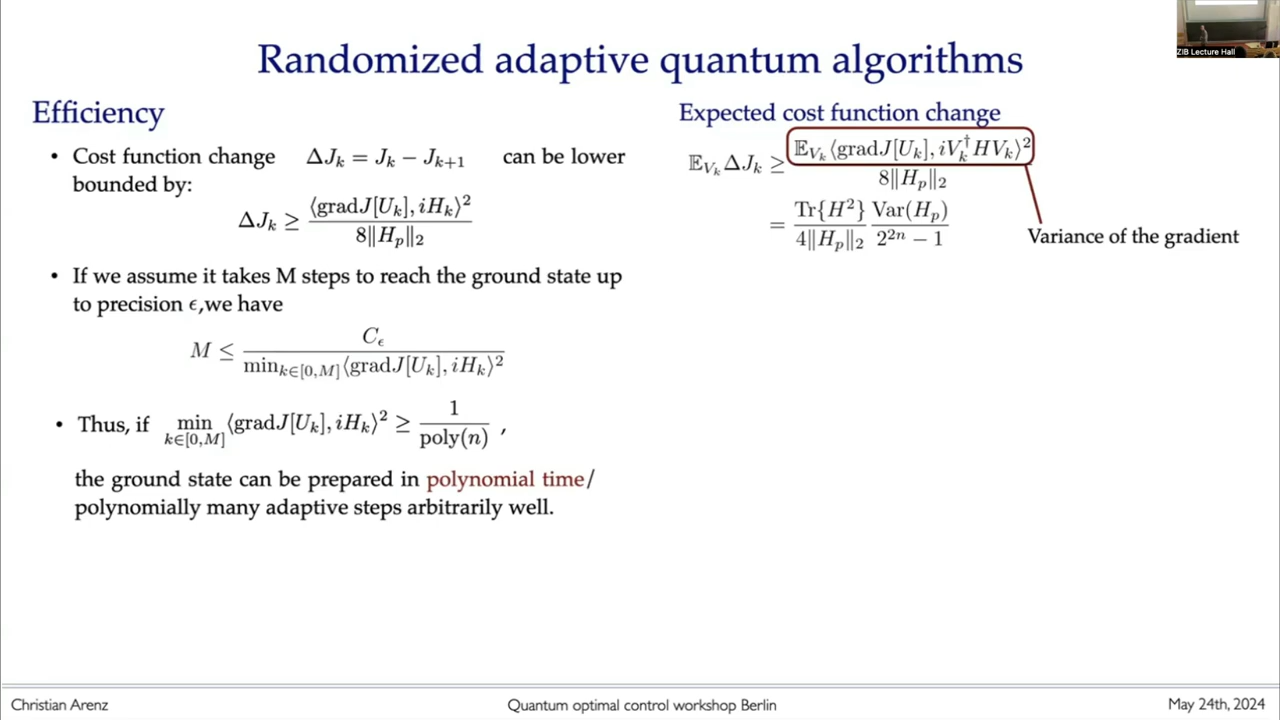 ZIB Lecture Hall
Randomized adaptive quantum algorithms
Efficiency
• Cost function change ΔJ_k = J_k − J_{k+1} can be lower
bounded by:
ΔJ_k ≥ ⟨gradJ[U_k], iH_k⟩² / 8‖H_p‖₂
• If we assume it takes M steps to reach the ground state up
to precision ϵ,we have
M ≤ C_ϵ / min_{k∈[0,M]}⟨gradJ[U_k], iH_k⟩²
• Thus, if min_{k∈[0,M]} ⟨gradJ[U_k], iH_k⟩² ≥ 1 / poly(n) ,
the ground state can be prepared in polynomial time/
polynomially many adaptive steps arbitrarily well.
Expected cost function change
𝔼_{V_k} ΔJ_k ≥ 𝔼_{V_k}⟨gradJ[U_k], iV_k^†HV_k⟩² / 8‖H_p‖₂
= Tr{H²} / 4‖H_p‖₂ Var(H_p) / 2^{2n} − 1
Variance of the gradient
Christian Arenz
Quantum optimal control workshop Berlin
May 24th, 2024